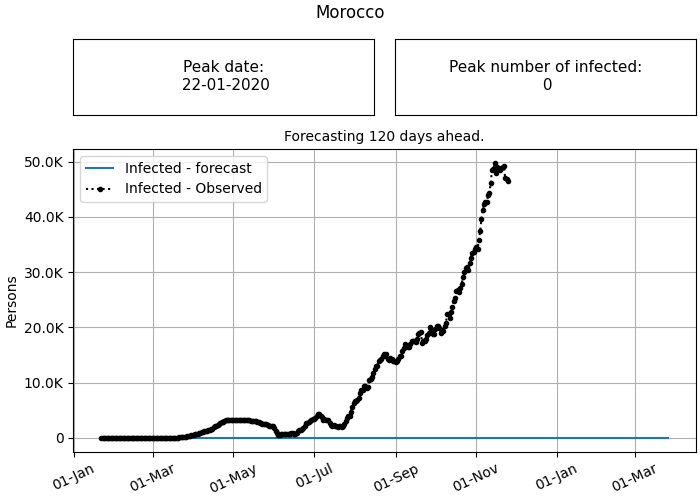 Morocco
Peak date:
22-01-2020
Peak number of infected:
0
Forecasting 120 days ahead.
Infected - forecast
Infected - Observed
Persons
50.0K
40.0K
30.0K
20.0K
10.0K
0
01-Jan
01-Mar
01-May
01-Jul
01-Sep
01-Nov
01-Jan
01-Mar